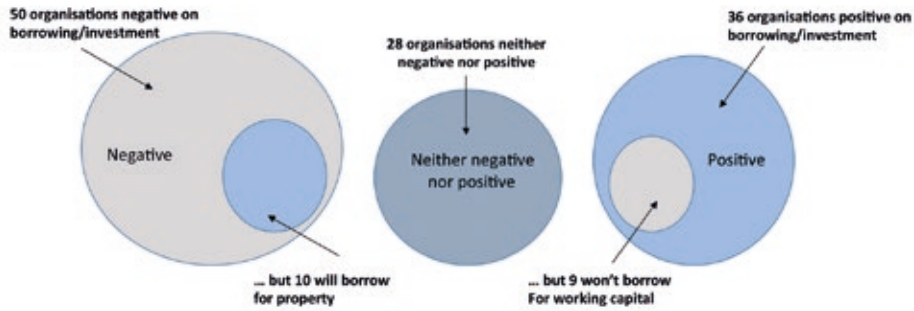 50 organisations negative on
borrowing/investment
28 organisations neither
negative nor positive
36 organisations positive on
borrowing/investment
Negative
Neither negative
nor positive
Positive
... but 10 will borrow
for property
... but 9 won't borrow
For working capital